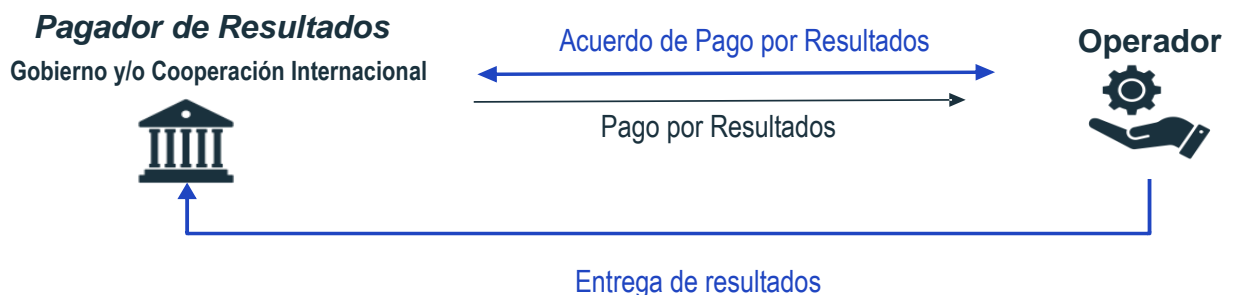 Pagador de Resultados
Gobierno y/o Cooperación Internacional
Acuerdo de Pago por Resultados
Operador
Pago por Resultados
Entrega de resultados